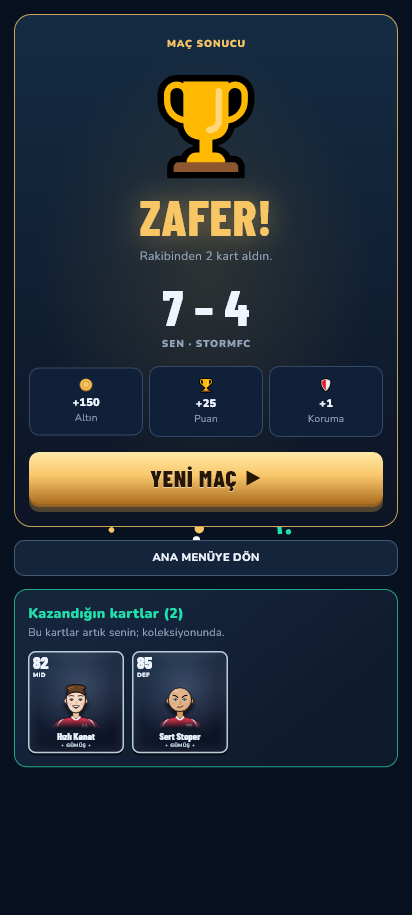 MAÇ SONUCU
ZAFER!
Rakibinden 2 kart aldın.
7 – 4
SEN · STORMFC
+150
Altın
+25
Puan
+1
Koruma
YENİ MAÇ ▶
ANA MENÜYE DÖN
Kazandığın kartlar (2)
Bu kartlar artık senin; koleksiyonunda.
82
MID
Hızlı Kanat
• GÜMÜŞ •
85
DEF
Sert Stoper
• GÜMÜŞ •